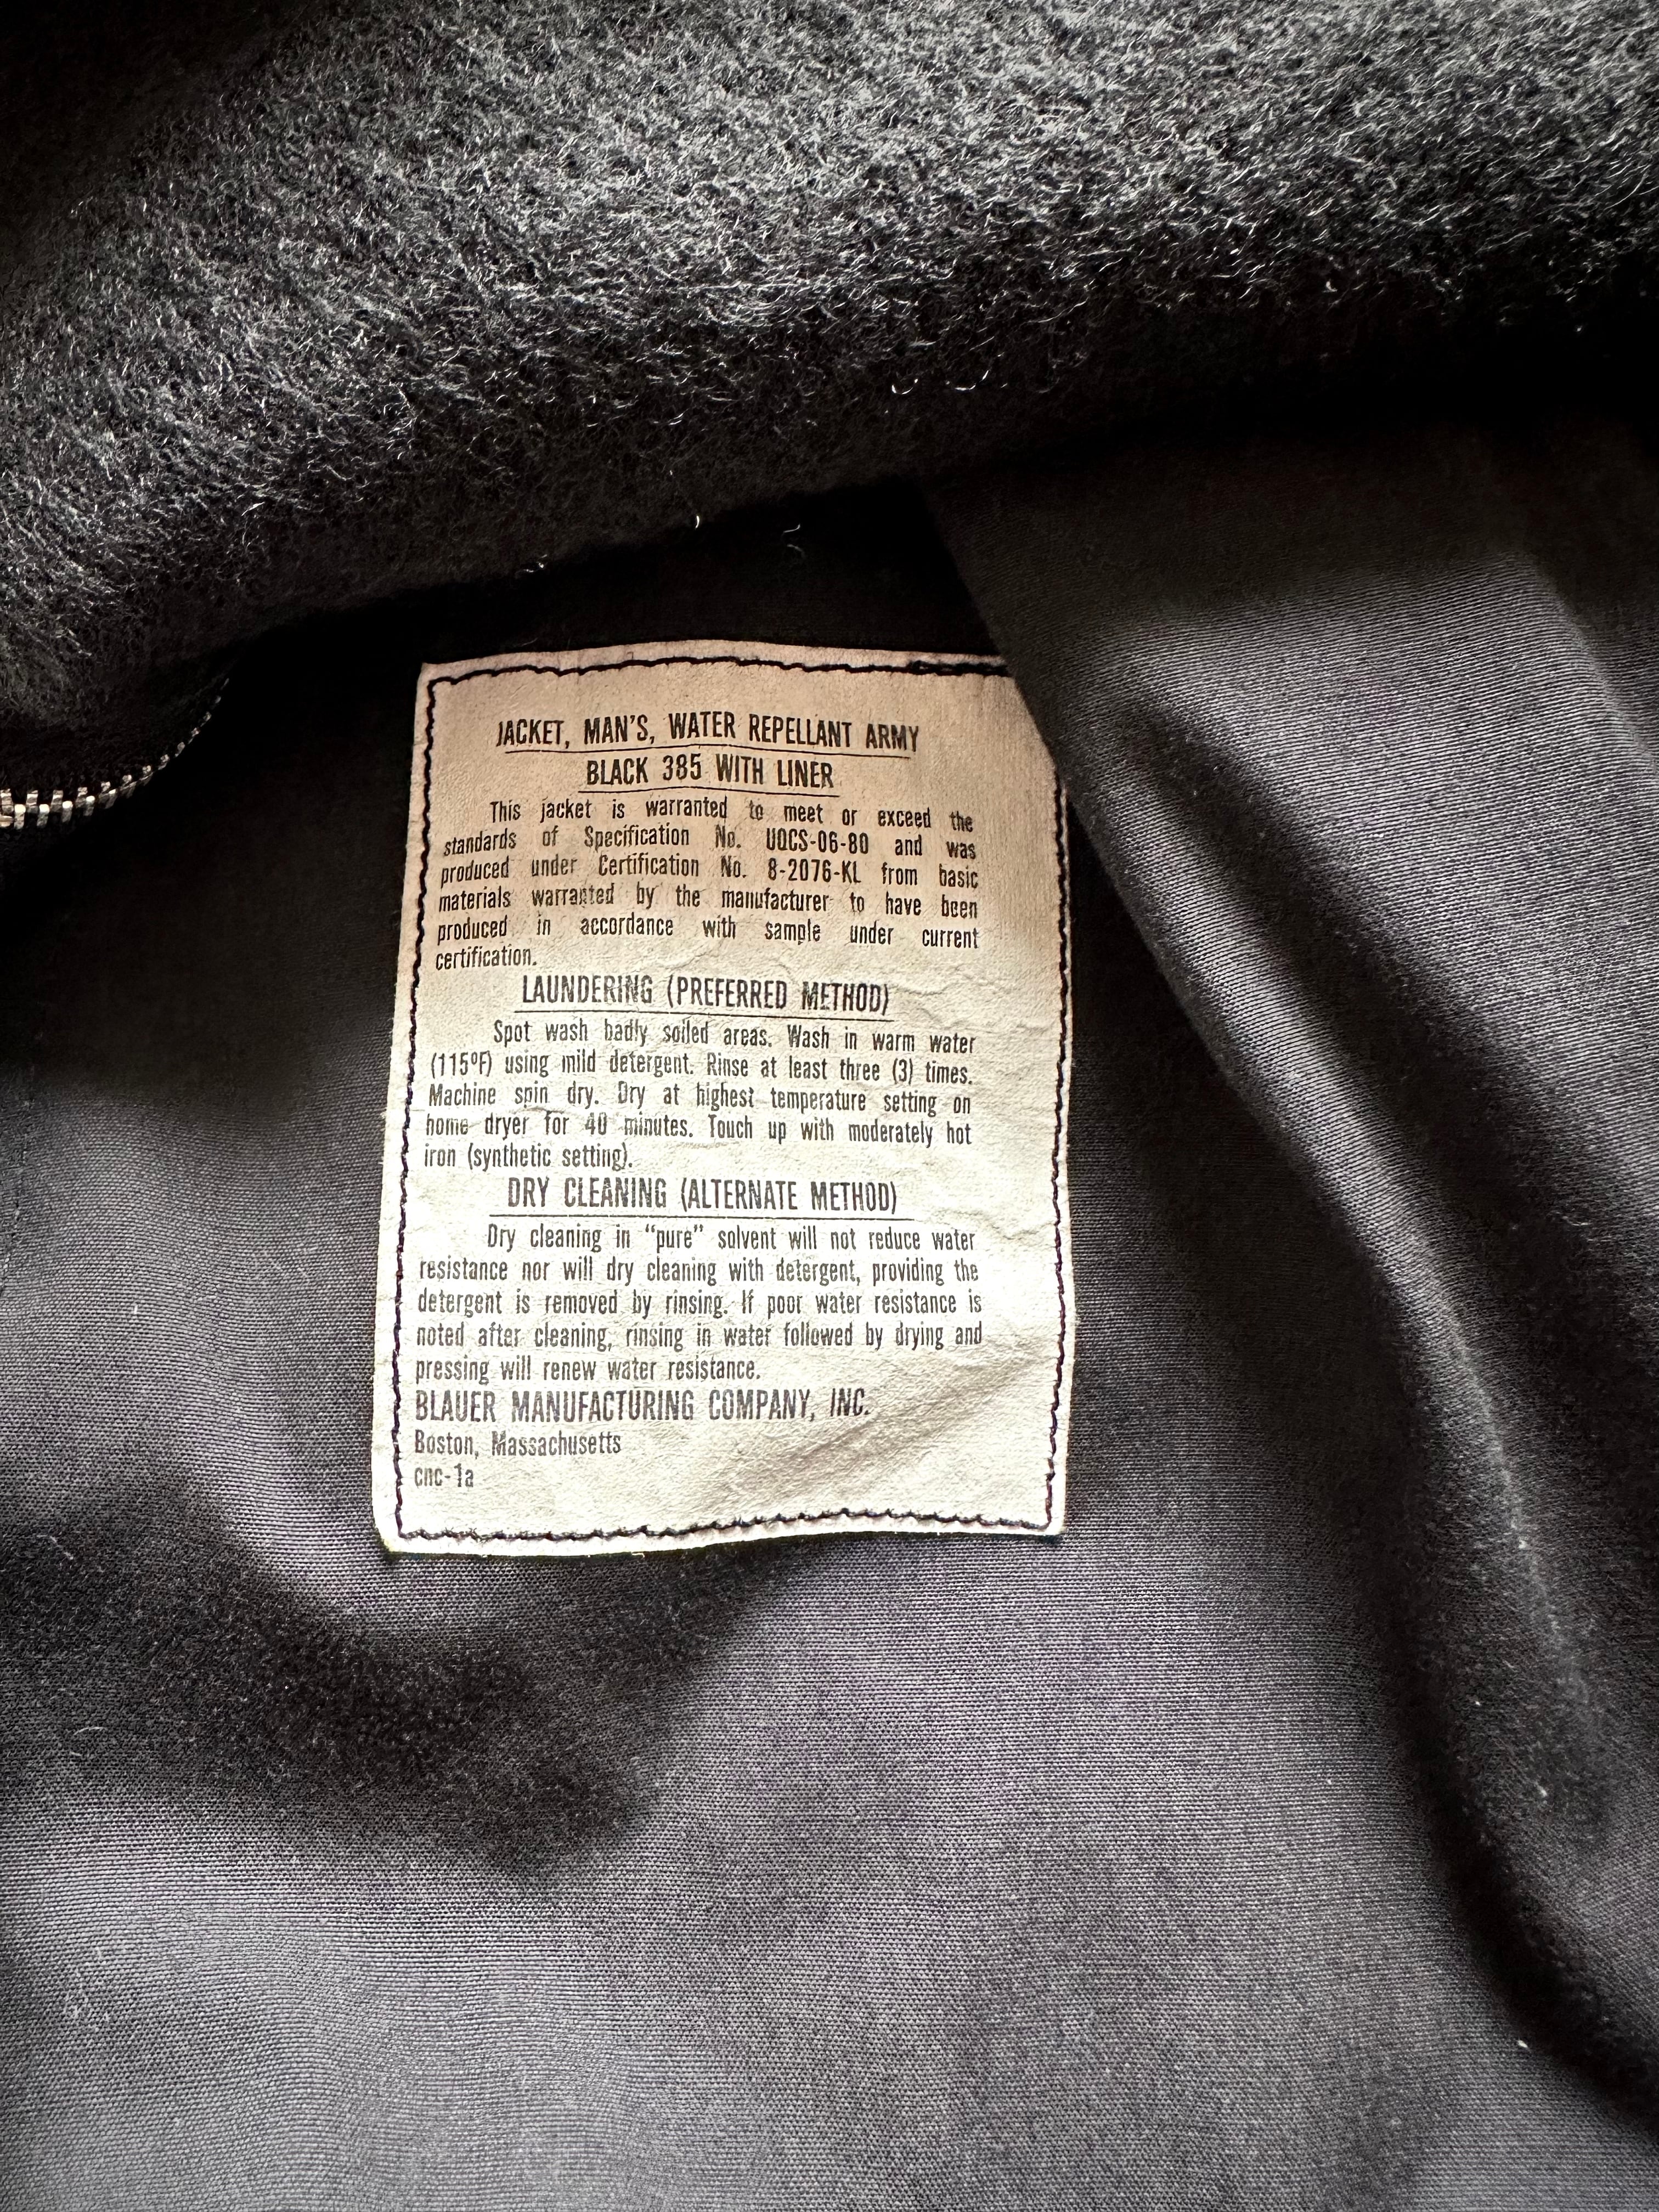 JACKET, MAN'S, WATER REPELLANT ARMY
BLACK 385 WITH LINER
This jacket is warranted to meet or exceed the
standards of Specification No. UQCS-06-80 and was
produced under Certification No. 8-2076-KL from basic
materials warranted by the manufacturer to have been
produced in accordance with sample under current
certification.
LAUNDERING (PREFERRED METHOD)
Spot wash badly soiled areas. Wash in warm water
(115ºF) using mild detergent. Rinse at least three (3) times.
Machine spin dry. Dry at highest temperature setting on
home dryer for 40 minutes. Touch up with moderately hot
iron (synthetic setting).
DRY CLEANING (ALTERNATE METHOD)
Dry cleaning in "pure" solvent will not reduce water
resistance nor will dry cleaning with detergent, providing the
detergent is removed by rinsing. If poor water resistance is
noted after cleaning, rinsing in water followed by drying and
pressing will renew water resistance.
BLAUER MANUFACTURING COMPANY, INC.
Boston, Massachusetts
cnc-1a